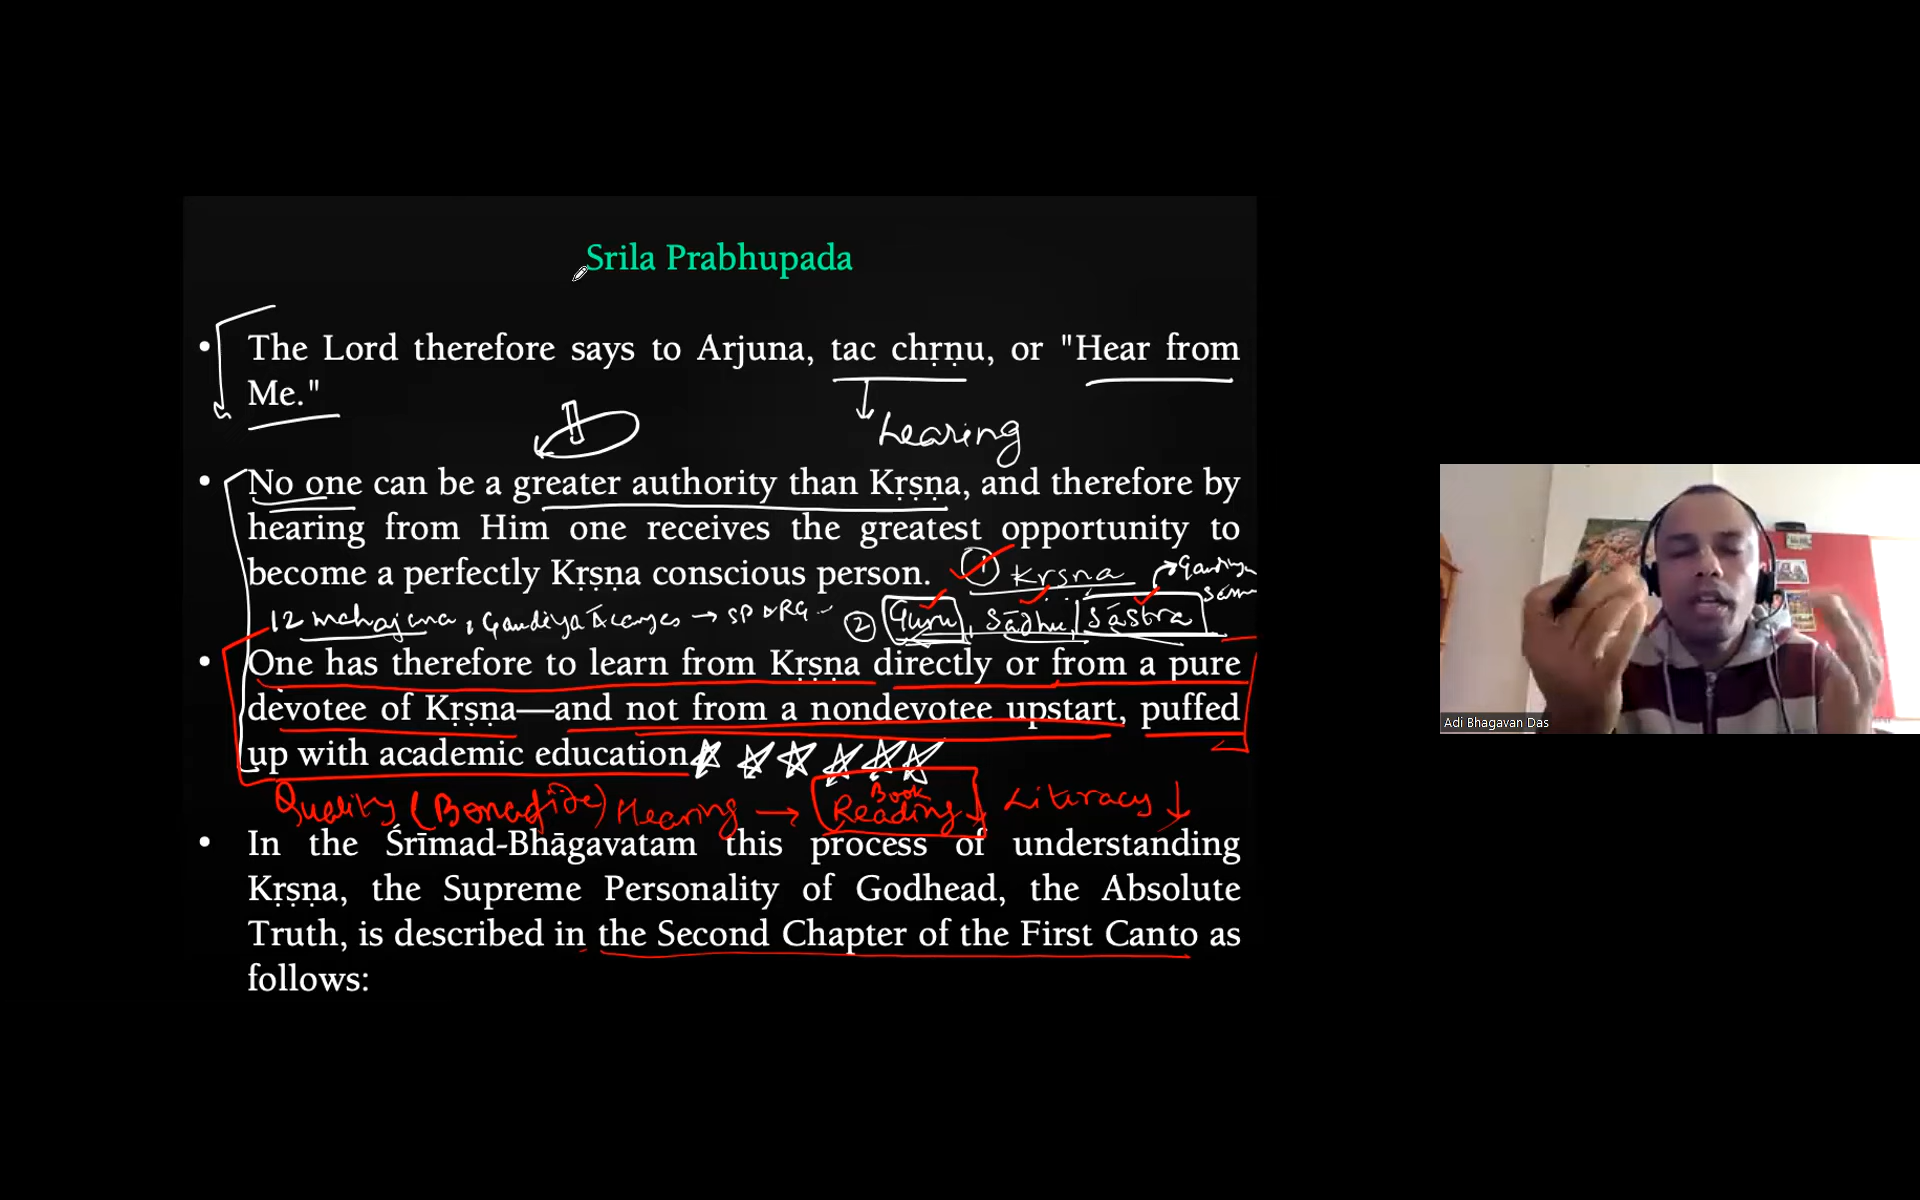 Srila Prabhupada
• The Lord therefore says to Arjuna, tac chṛṇu, or "Hear from
Me."
Hearing
• No one can be a greater authority than Kṛṣṇa, and therefore by
hearing from Him one receives the greatest opportunity to
become a perfectly Kṛṣṇa conscious person.
① Kṛṣṇa → Gaudiya
12 mahajana, Gaudiya Ācaryas → SP & RG
② Guru, Sādhu, Śāstra
• One has therefore to learn from Kṛṣṇa directly or from a pure
devotee of Kṛṣṇa—and not from a nondevotee upstart, puffed
up with academic education.
Quality (Bonafide) Hearing → Book Reading ↓ Literacy ↓
• In the Śrīmad-Bhāgavatam this process of understanding
Kṛṣṇa, the Supreme Personality of Godhead, the Absolute
Truth, is described in the Second Chapter of the First Canto as
follows:
Adi Bhagavan Das